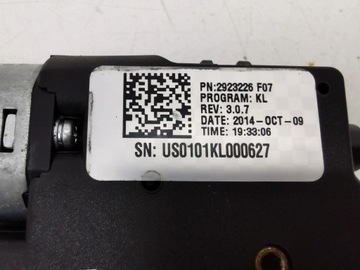 PN:2923226 F07
PROGRAM: KL
REV: 3.0.7
DATE: 2014-OCT-09
TIME: 19:33:06
SN: US0101KL000627